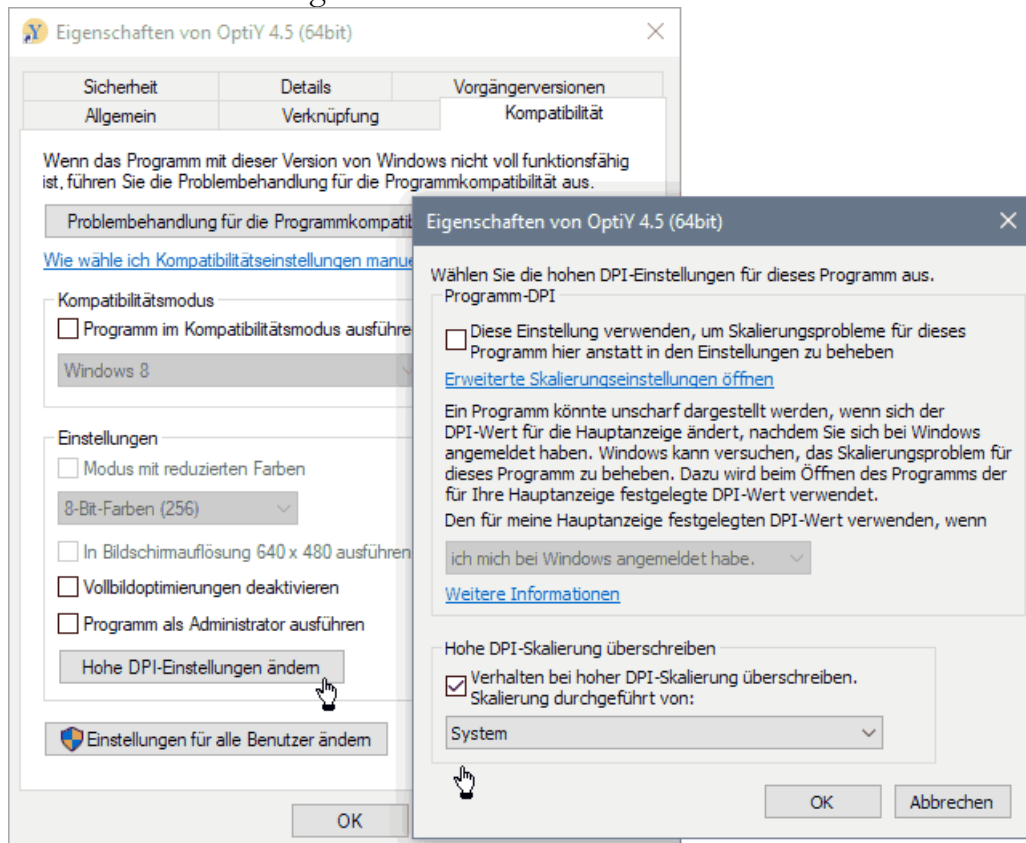 Eigenschaften von OptiY 4.5 (64bit)
Sicherheit
Details
Vorgängerversionen
Allgemein
Verknüpfung
Kompatibilität
Wenn das Programm mit dieser Version von Windows nicht voll funktionsfähig
ist, führen Sie die Problembehandlung für die Programmkompatibilität aus.
Problembehandlung für die Programmkompatib
Wie wähle ich Kompatibilitätseinstellungen manue
Kompatibilitätsmodus
Programm im Kompatibilitätsmodus ausführe
Windows 8
Einstellungen
Modus mit reduzierten Farben
8-Bit-Farben (256)
In Bildschirmauflösung 640 x 480 ausführen
Vollbildoptimierungen deaktivieren
Programm als Administrator ausführen
Hohe DPI-Einstellungen ändern
Einstellungen für alle Benutzer ändern
OK
Eigenschaften von OptiY 4.5 (64bit)
Wählen Sie die hohen DPI-Einstellungen für dieses Programm aus.
Programm-DPI
Diese Einstellung verwenden, um Skalierungsprobleme für dieses
Programm hier anstatt in den Einstellungen zu beheben
Erweiterte Skalierungseinstellungen öffnen
Ein Programm könnte unscharf dargestellt werden, wenn sich der
DPI-Wert für die Hauptanzeige ändert, nachdem Sie sich bei Windows
angemeldet haben. Windows kann versuchen, das Skalierungsproblem für
dieses Programm zu beheben. Dazu wird beim Öffnen des Programms der
für Ihre Hauptanzeige festgelegte DPI-Wert verwendet.
Den für meine Hauptanzeige festgelegten DPI-Wert verwenden, wenn
ich mich bei Windows angemeldet habe.
Weitere Informationen
Hohe DPI-Skalierung überschreiben
Verhalten bei hoher DPI-Skalierung überschreiben.
Skalierung durchgeführt von:
System
OK
Abbrechen